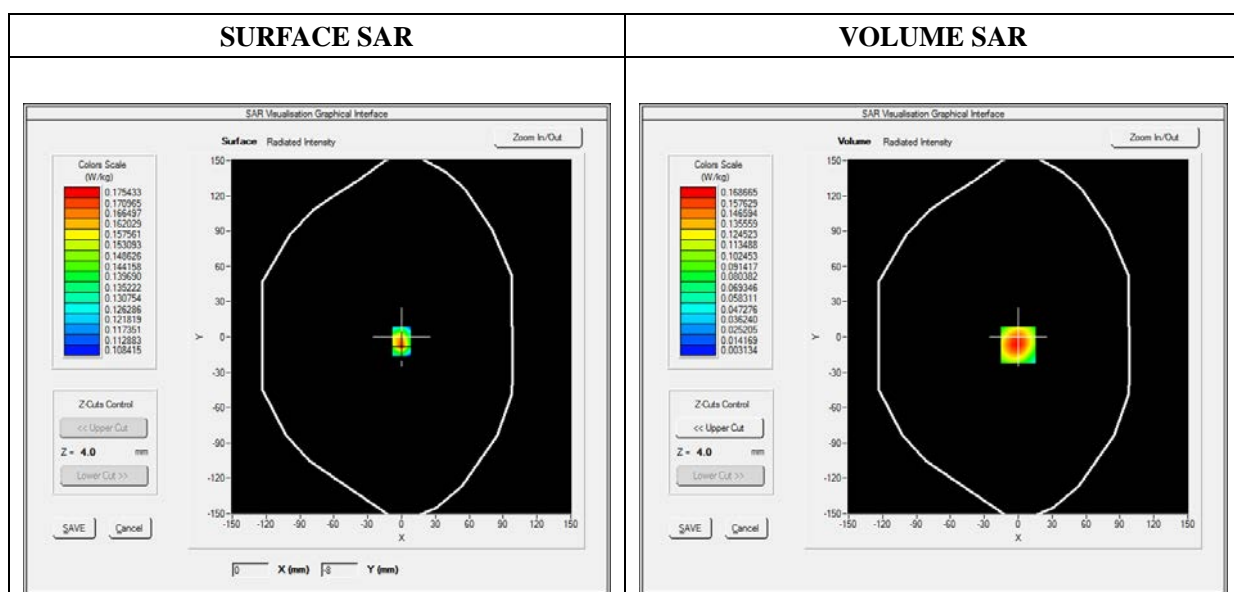 SURFACE SAR
VOLUME SAR
SAR Visualisation Graphical Interface
Surface Radiated Intensity
Zoom In/Out
Colors Scale
(W/kg)
0.175433
0.170965
0.166497
0.162029
0.157561
0.153093
0.148626
0.144158
0.139690
0.135222
0.130754
0.126286
0.121819
0.117351
0.112883
0.108415
Z-Cuts Control
<< Upper Cut
Z = 4.0 mm
Lower Cut >>
SAVE Cancel
150
120
90
60
30
0
-30
-60
-90
-120
-150
Y
-150 -120 -90 -60 -30 0 30 60 90 120 150
X
0 X (mm) -8 Y (mm)
SAR Visualisation Graphical Interface
Volume Radiated Intensity
Zoom In/Out
Colors Scale
(W/kg)
0.168665
0.157629
0.146594
0.135559
0.124523
0.113488
0.102453
0.091417
0.080382
0.069346
0.058311
0.047276
0.036240
0.025205
0.014169
0.003134
Z-Cuts Control
<< Upper Cut
Z = 4.0 mm
Lower Cut >>
SAVE Cancel
150
120
90
60
30
0
-30
-60
-90
-120
-150
Y
-150 -120 -90 -60 -30 0 30 60 90 120 150
X